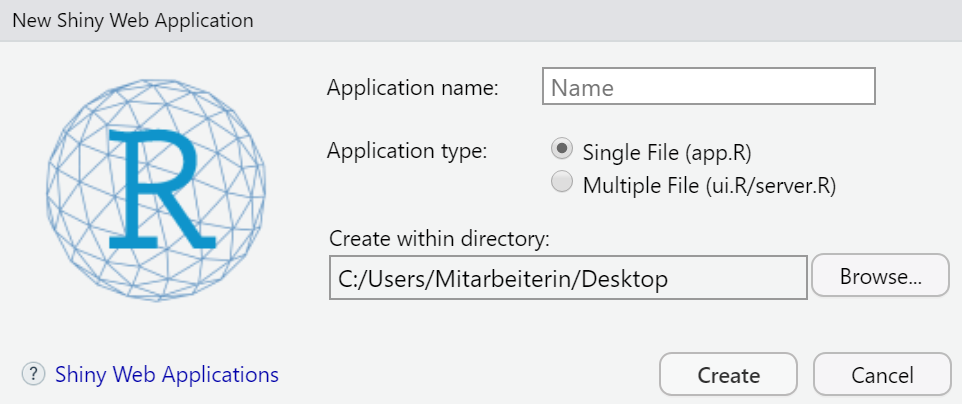 New Shiny Web Application
R
Application name:
Name
Application type:
Single File (app.R)
Multiple File (ui.R/server.R)
Create within directory:
C:/Users/Mitarbeiterin/Desktop
Browse...
? Shiny Web Applications
Create
Cancel